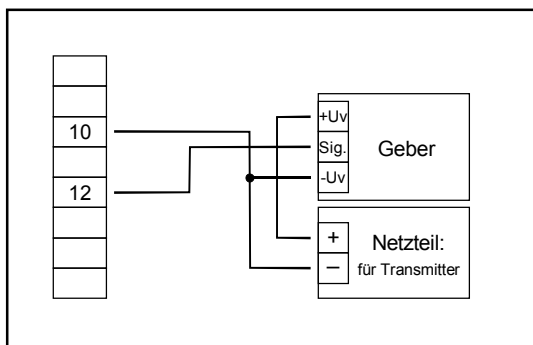 10
12
+Uv
Sig.
-Uv
Geber
+
−
Netzteil:
für Transmitter